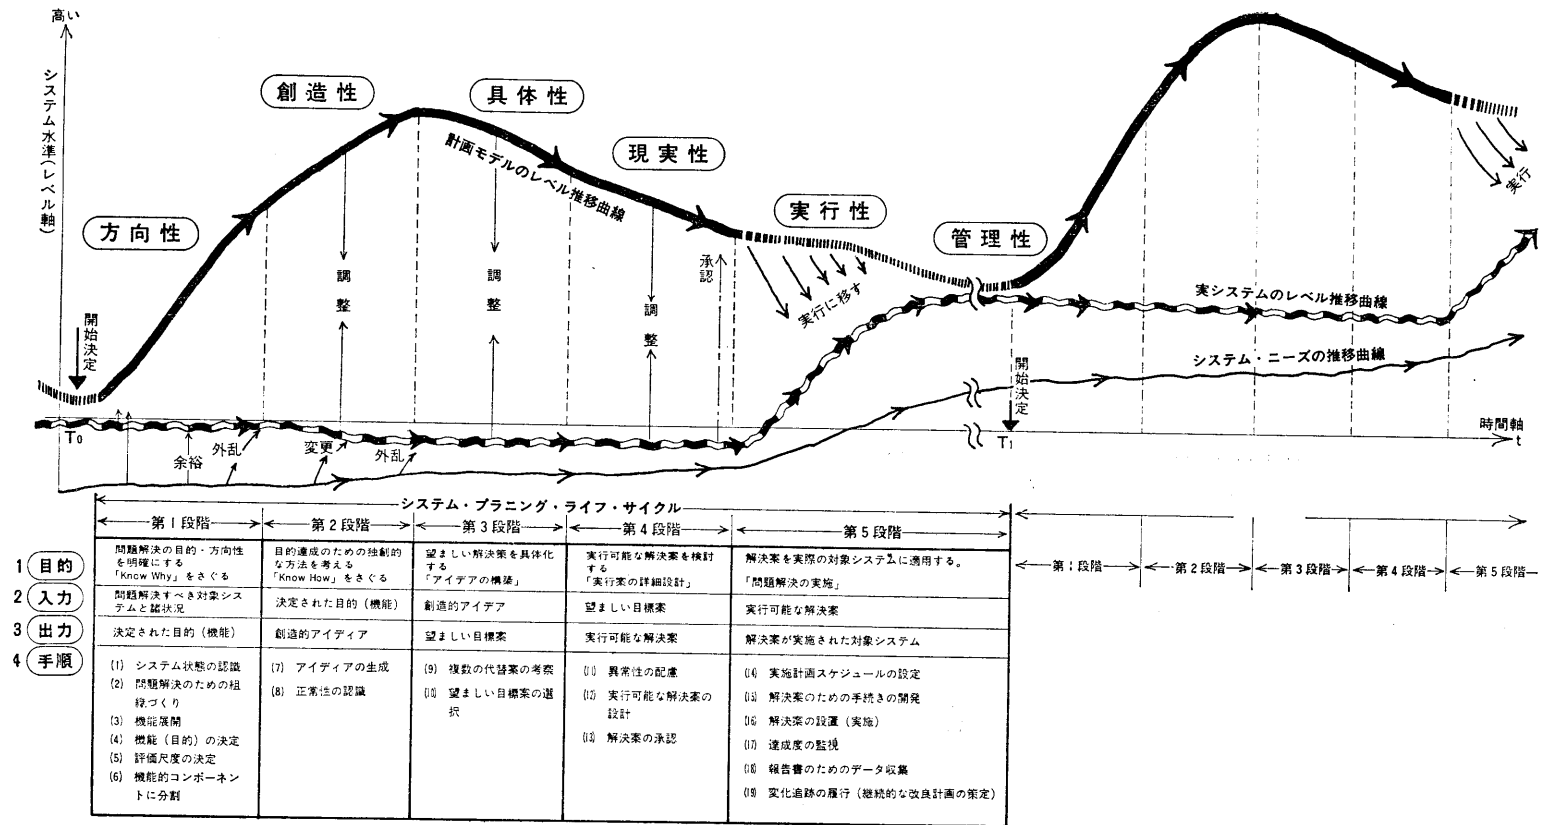 高い
システム水準(レベル軸)
創造性
具体性
計画モデルのレベル推移曲線
現実性
方向性
実行性
管理性
実行
開始決定
調整
調整
調整
承認
実行に移す
実システムのレベル推移曲線
システム・ニーズの推移曲線
開始決定
T₀
余裕
外乱
変更
外乱
T₁
時間軸
t
システム・プラニング・ライフ・サイクル
第1段階
第2段階
第3段階
第4段階
第5段階
第1段階
第2段階
第3段階
第4段階
第5段階
1 目的
問題解決の目的・方向性
を明確にする
「Know Why」をさぐる
目的達成のための独創的
な方法を考える
「Know How」をさぐる
望ましい解決策を具体化
する
「アイデアの構築」
実行可能な解決案を検討
する
「実行案の詳細設計」
解決案を実際の対象システムに適用する。
「問題解決の実施」
2 入力
問題解決すべき対象シス
テムと諸状況
決定された目的(機能)
創造的アイデア
望ましい目標案
実行可能な解決案
3 出力
決定された目的(機能)
創造的アイディア
望ましい目標案
実行可能な解決案
解決案が実施された対象システム
4 手順
(1) システム状態の認識
(2) 問題解決のための組
織づくり
(3) 機能展開
(4) 機能(目的)の決定
(5) 評価尺度の決定
(6) 機能的コンポーネン
トに分割
(7) アイディアの生成
(8) 正常性の認識
(9) 複数の代替案の考察
(10) 望ましい目標案の選
択
(11) 異常性の配慮
(12) 実行可能な解決案の
設計
(13) 解決案の承認
(14) 実施計画スケジュールの設定
(15) 解決案のための手続きの開発
(16) 解決案の設置(実施)
(17) 達成度の監視
(18) 報告書のためのデータ収集
(19) 変化追跡の履行(継続的な改良計画の策定)